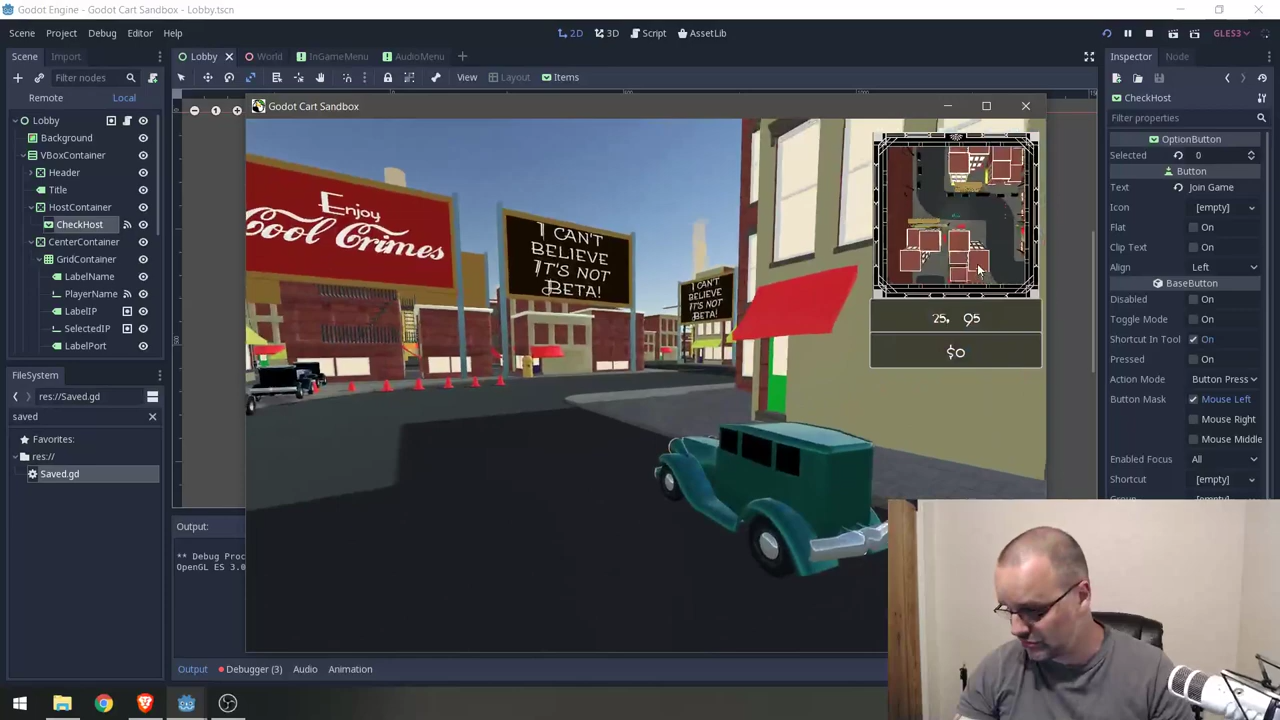 Godot Engine - Godot Cart Sandbox - Lobby.tscn
Scene Project Debug Editor Help
2D 3D Script AssetLib
GLES3
Scene Import
Lobby World InGameMenu AudioMenu
Inspector Node
Filter nodes
View Layout Items
Remote Local
CheckHost
Lobby
Background
VBoxContainer
Header
Title
HostContainer
CheckHost
CenterContainer
GridContainer
LabelName
PlayerName
LabelIP
SelectedIP
LabelPort
FileSystem
res://Saved.gd
saved
Favorites:
res://
Saved.gd
Godot Cart Sandbox
Enjoy
Cool Crimes
I CAN'T
BELIEVE
IT'S NOT
BETA!
I CAN'T
BELIEVE
IT'S NOT
BETA!
25, 95
$0
Filter properties
OptionButton
Selected 0
Button
Text Join Game
Icon [empty]
Flat On
Clip Text On
Align Left
BaseButton
Disabled On
Toggle Mode On
Shortcut In Tool On
Pressed On
Action Mode Button Press
Button Mask Mouse Left
Mouse Right
Mouse Middle
Enabled Focus All
Shortcut [empty]
Output:
** Debug Proc
OpenGL ES 3.0
Output Debugger (3) Audio Animation